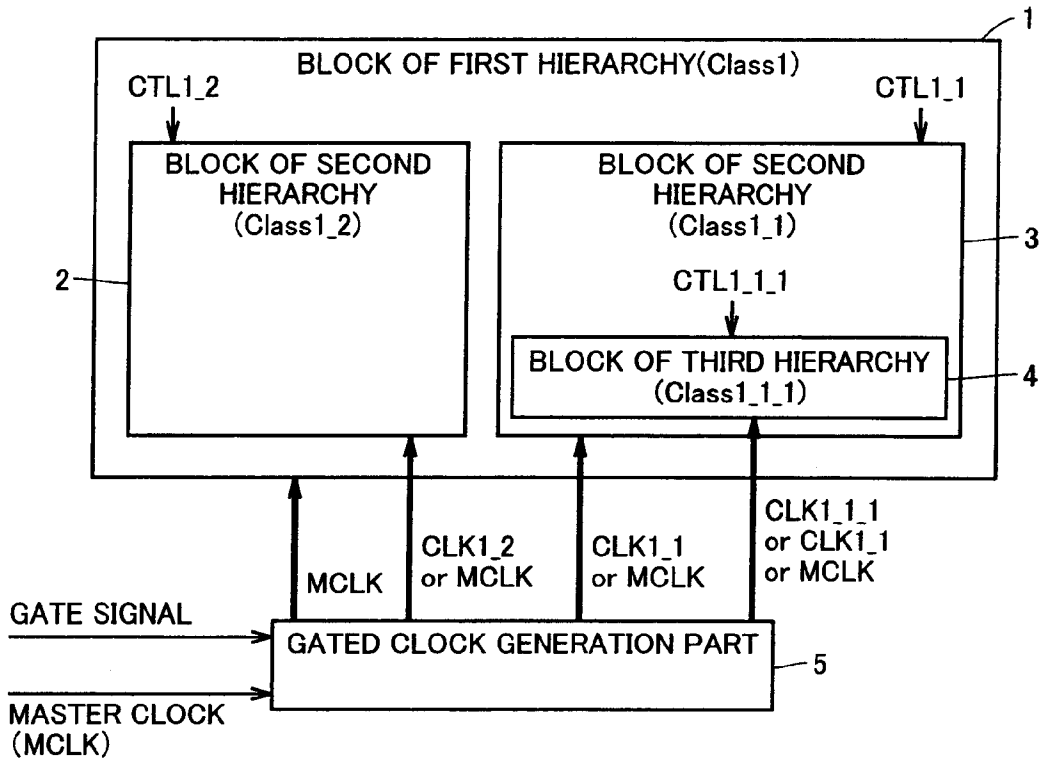 1
BLOCK OF FIRST HIERARCHY(Class1)
CTL1_2
CTL1_1
BLOCK OF SECOND
HIERARCHY
(Class1_2)
BLOCK OF SECOND
HIERARCHY
(Class1_1)
2
3
CTL1_1_1
BLOCK OF THIRD HIERARCHY
(Class1_1_1)
4
MCLK
CLK1_2
or MCLK
CLK1_1
or MCLK
CLK1_1_1
or CLK1_1
or MCLK
GATE SIGNAL
GATED CLOCK GENERATION PART
5
MASTER CLOCK
(MCLK)